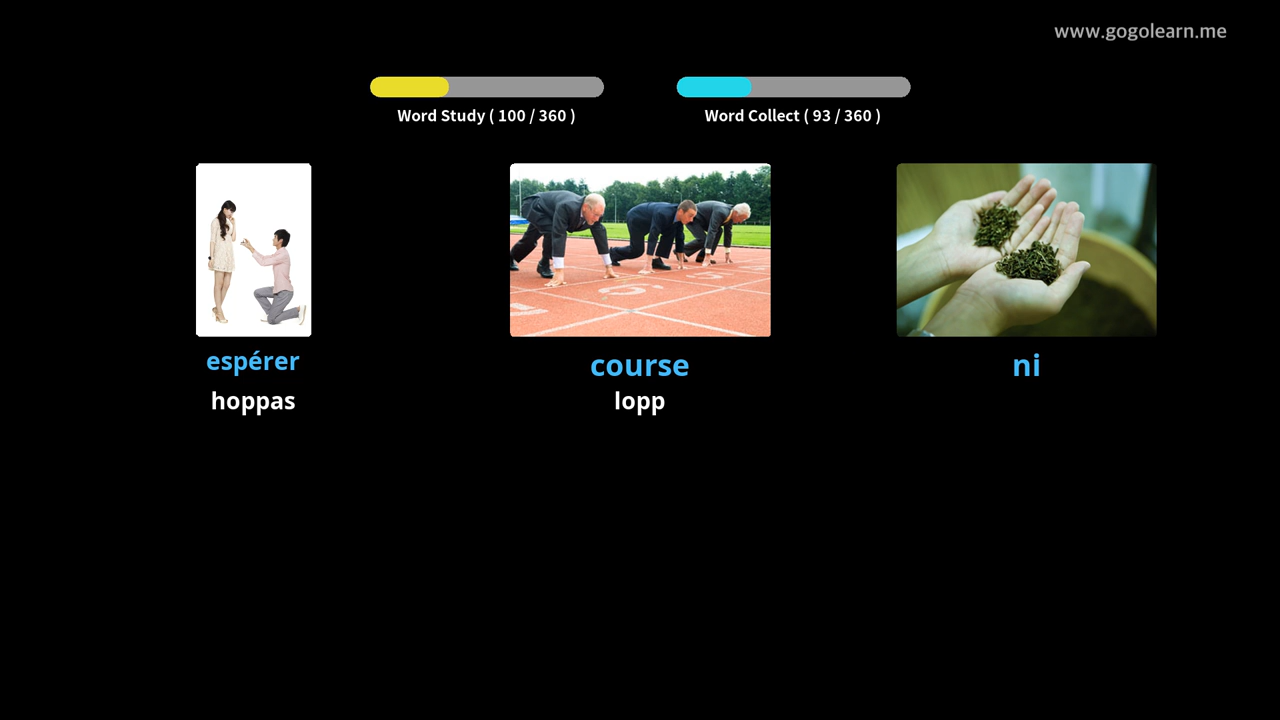 www.gogolearn.me
Word Study ( 100 / 360 )
Word Collect ( 93 / 360 )
espérer
course
ni
hoppas
lopp